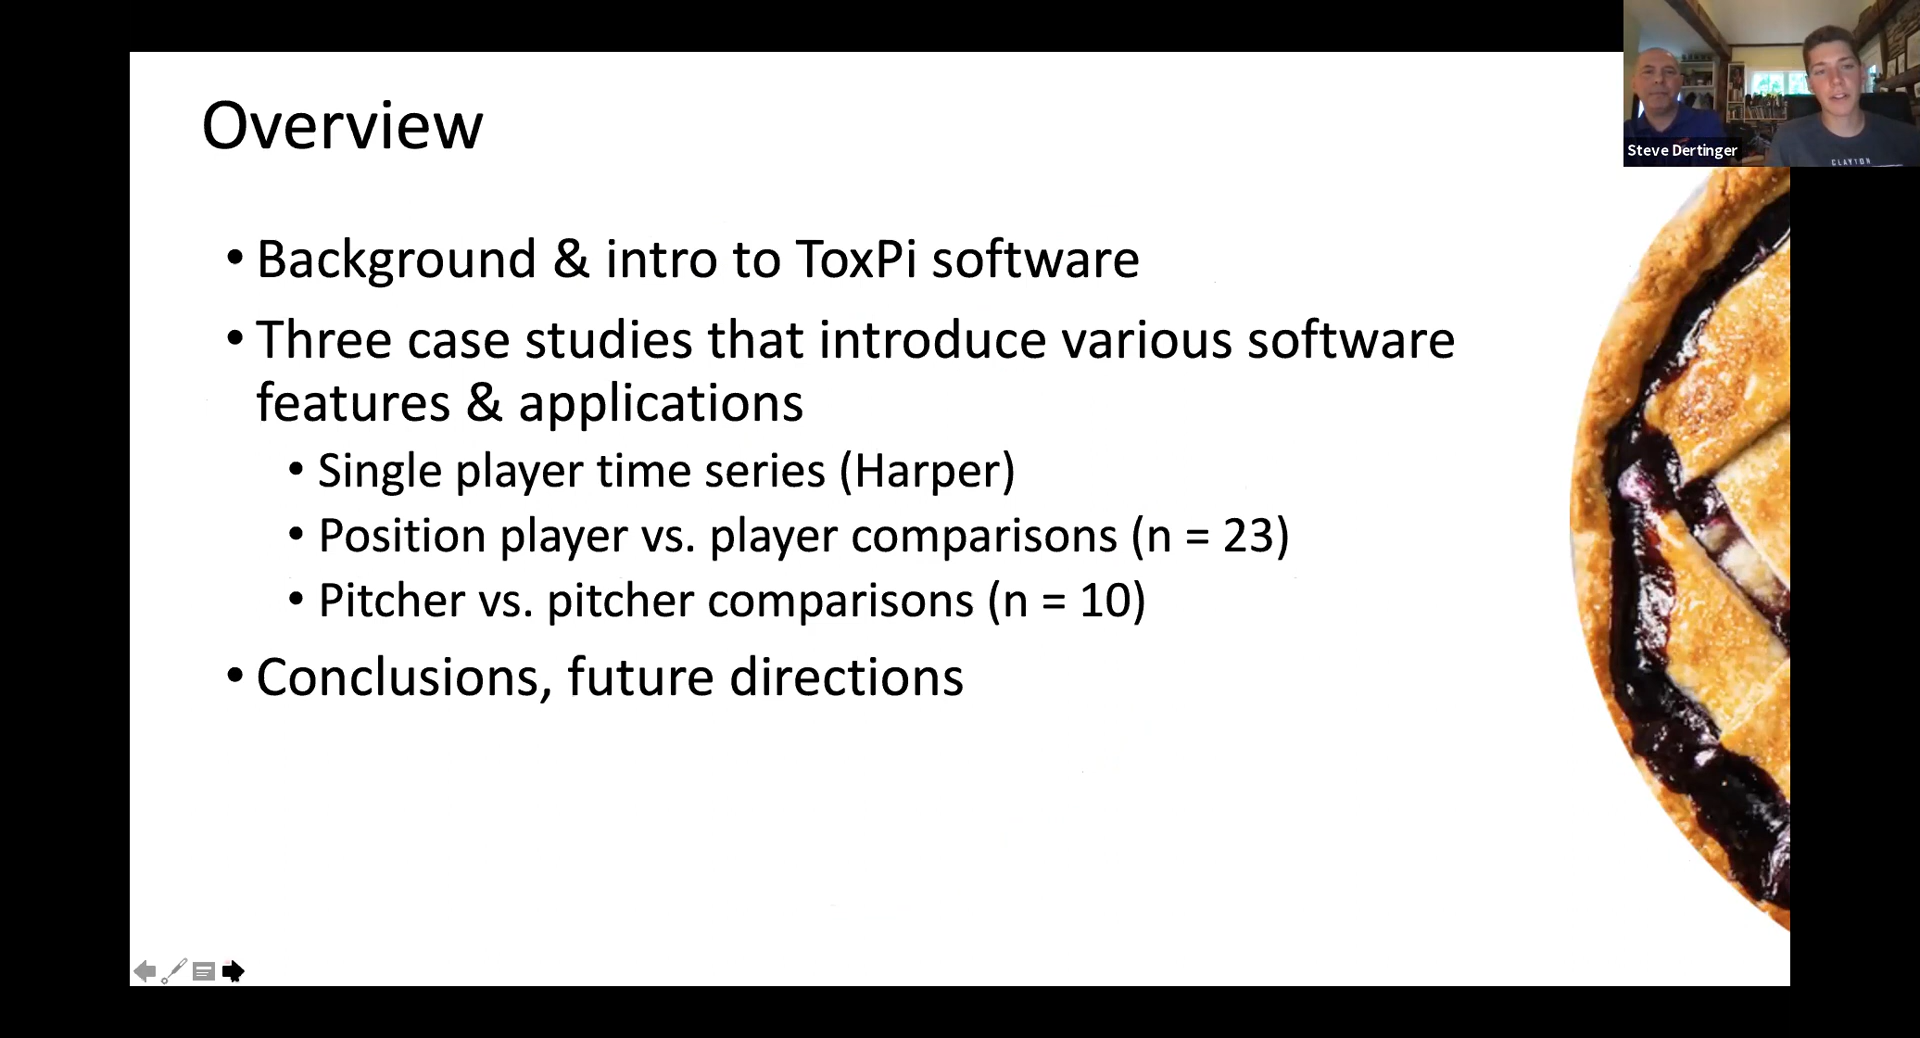 Overview
• Background & intro to ToxPi software
• Three case studies that introduce various software
features & applications
• Single player time series (Harper)
• Position player vs. player comparisons (n = 23)
• Pitcher vs. pitcher comparisons (n = 10)
• Conclusions, future directions
Steve Dertinger
CLAYTON